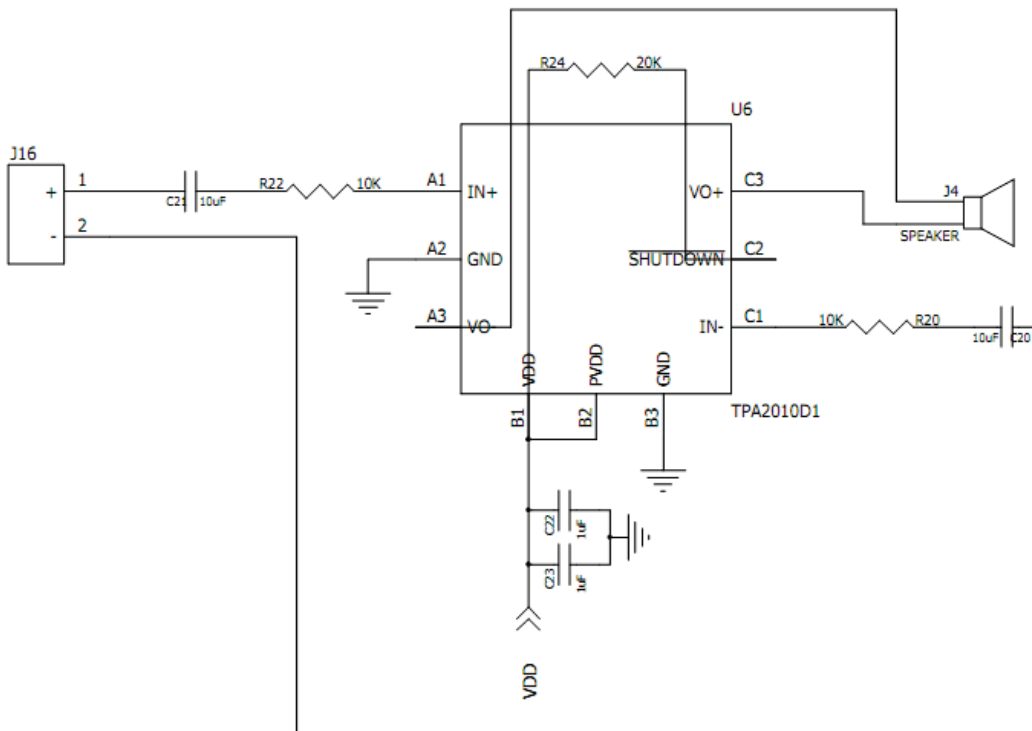 R24 20K
U6
J16
+ 1
- 2
C21 10uF
R22 10K
A1 IN+
A2 GND
A3 VO-
VO+ C3
SHUTDOWN C2
IN- C1
J4
SPEAKER
10K R20
10uF C20
VDD PVDD GND
B1 B2 B3
TPA2010D1
C22 1uF
C23 1uF
VDD